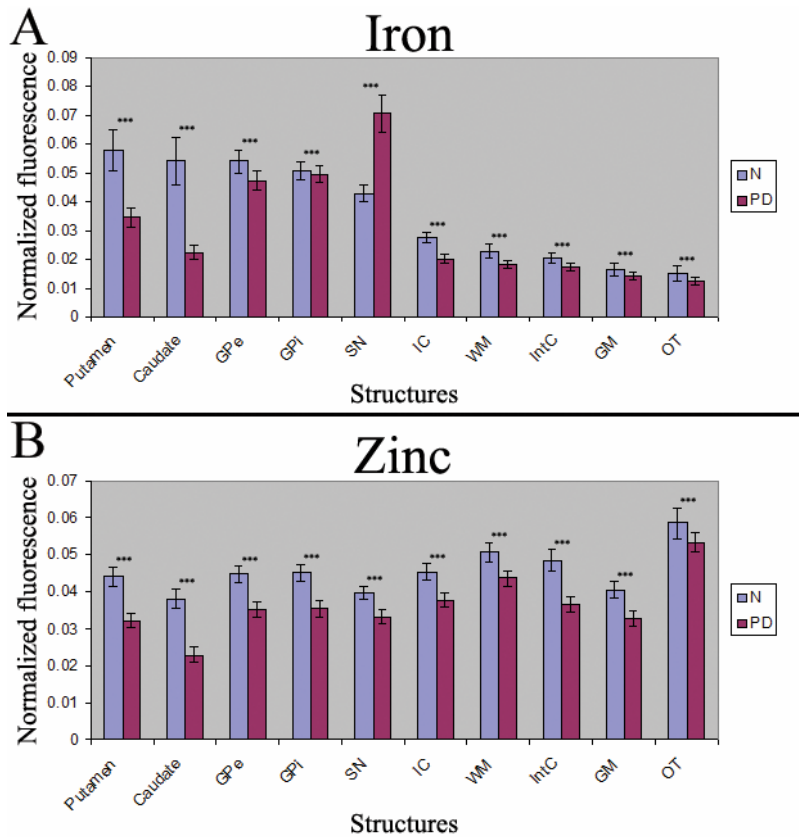 A
Iron
Normalized fluorescence
0.09
0.08
0.07
0.06
0.05
0.04
0.03
0.02
0.01
0
***
***
***
***
***
***
***
***
***
***
N
PD
Putamen
Caudate
GPe
GPi
SN
IC
WM
IntC
GM
OT
Structures
B
Zinc
Normalized fluorescence
0.07
0.06
0.05
0.04
0.03
0.02
0.01
0
***
***
***
***
***
***
***
***
***
***
N
PD
Putamen
Caudate
GPe
GPi
SN
IC
WM
IntC
GM
OT
Structures